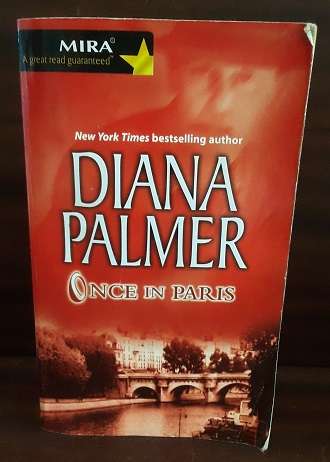 MIRA®
A great read guaranteed
New York Times bestselling author
DIANA
PALMER
ONCE IN PARIS